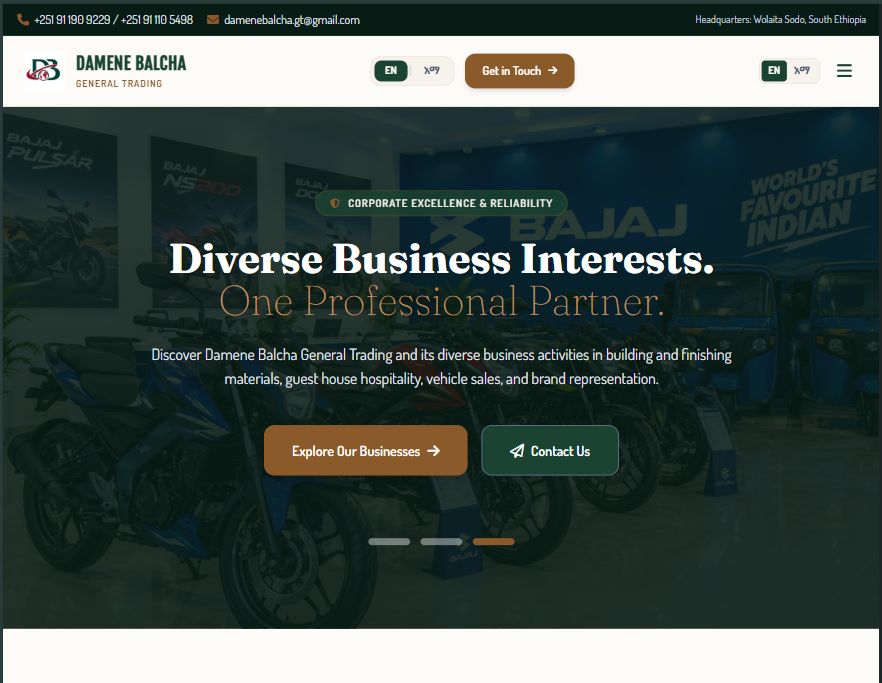 +251 91 190 9229 / +251 91 110 5498 damenebalcha.gt@gmail.com Headquarters: Wolaita Sodo, South Ethiopia
DB DAMENE BALCHA
GENERAL TRADING
EN አማ Get in Touch → EN አማ
BAJAJ
PULSAR
BAJAJ
NS200
BAJAJ
WORLD'S
FAVOURITE
INDIAN
BAJAJ
CORPORATE EXCELLENCE & RELIABILITY
Diverse Business Interests.
One Professional Partner.
Discover Damene Balcha General Trading and its diverse business activities in building and finishing
materials, guest house hospitality, vehicle sales, and brand representation.
Explore Our Businesses → Contact Us
BAJAJ